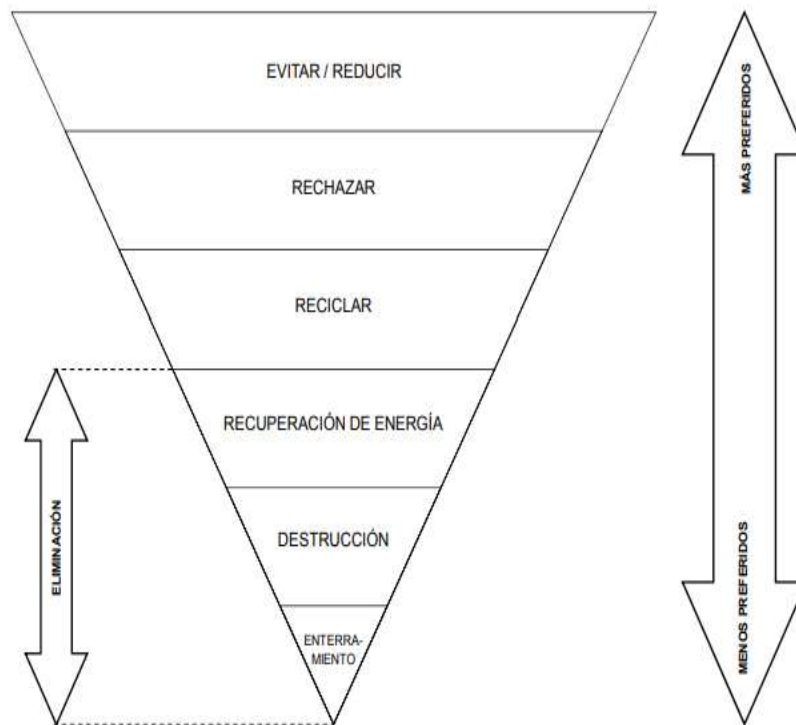 EVITAR / REDUCIR
RECHAZAR
RECICLAR
RECUPERACIÓN DE ENERGÍA
DESTRUCCIÓN
ENTERRA-
MIENTO
ELIMINACIÓN
MÁS PREFERIDOS
MENOS PREFERIDOS